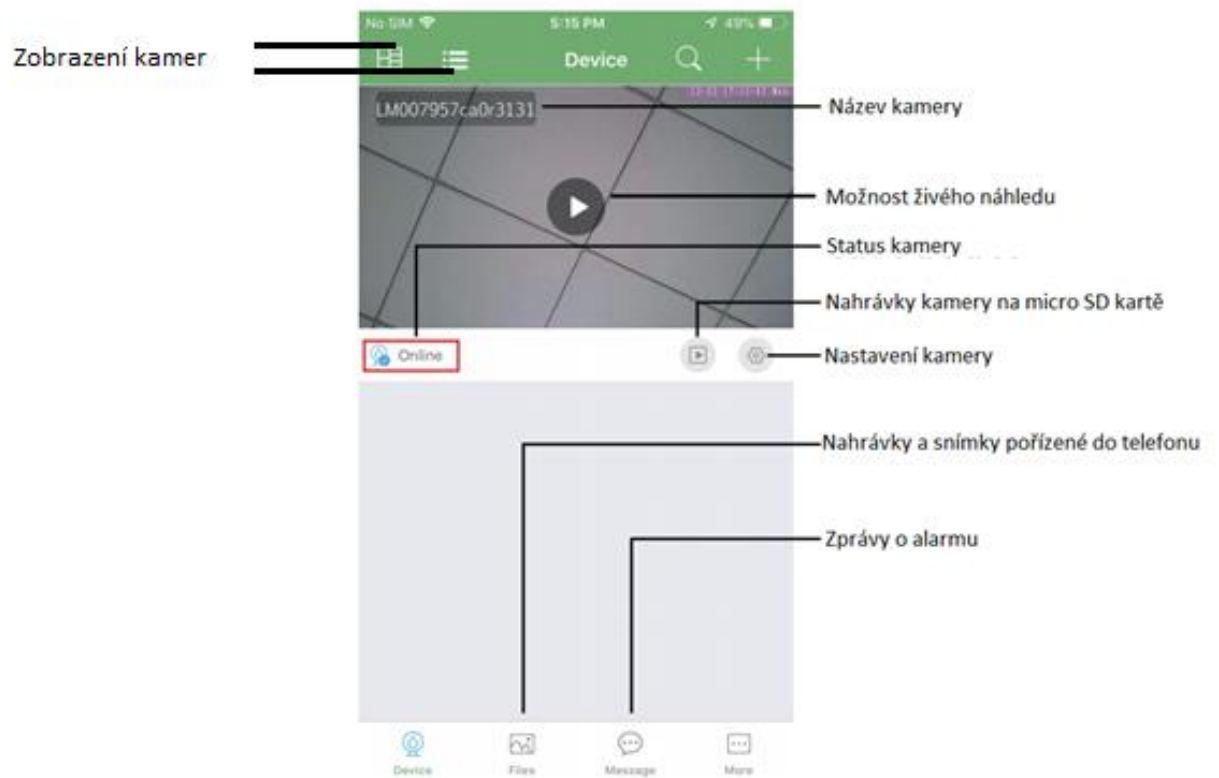 No SIM 5:15 PM 49%
Zobrazení kamer
Device
LM007957ca0r3131
Název kamery
Možnost živého náhledu
Status kamery
Nahrávky kamery na micro SD kartě
Online
Nastavení kamery
Nahrávky a snímky pořízené do telefonu
Zprávy o alarmu
Device Files Message More